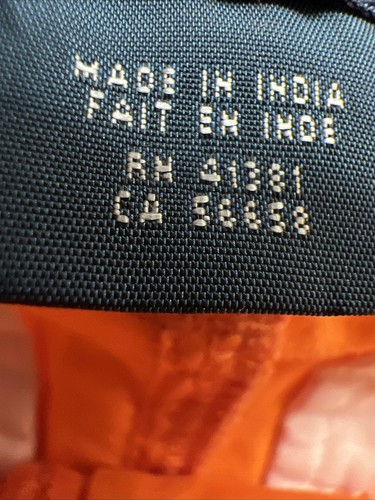 MADE IN INDIA
FAIT EN INDE
RN 41381
CA 56658